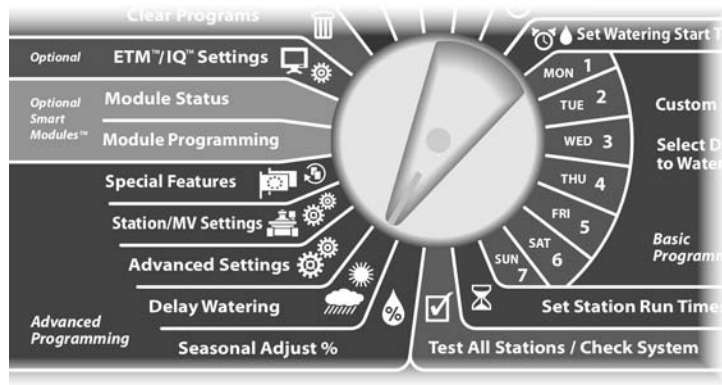 Clear Programs
Optional
ETM™/IQ™ Settings
Optional
Smart
Modules™
Module Status
Module Programming
Special Features
Station/MV Settings
Advanced Settings
Delay Watering
Advanced
Programming
Seasonal Adjust %
%
Test All Stations / Check System
Set Station Run Time
Set Watering Start
MON 1
TUE 2
WED 3
THU 4
FRI 5
SAT 6
SUN 7
Custom
Select
to Water
Basic